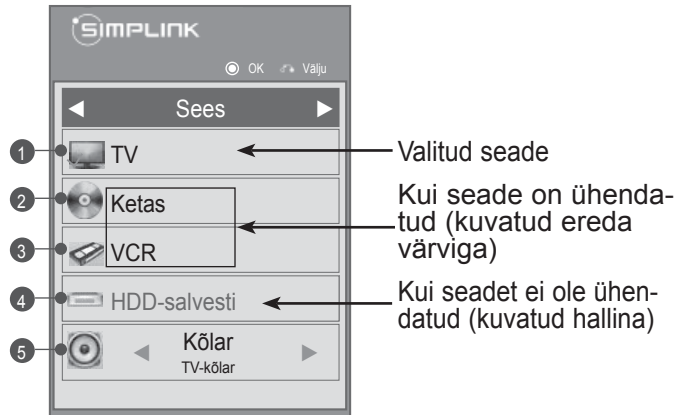 SIMPLINK
OK Välju
Sees
1 TV
Valitud seade
2 Ketas
3 VCR
Kui seade on ühenda-
tud (kuvatud ereda
värviga)
4 HDD-salvesti
Kui seadet ei ole ühen-
datud (kuvatud hallina)
5 Kõlar
TV-kõlar